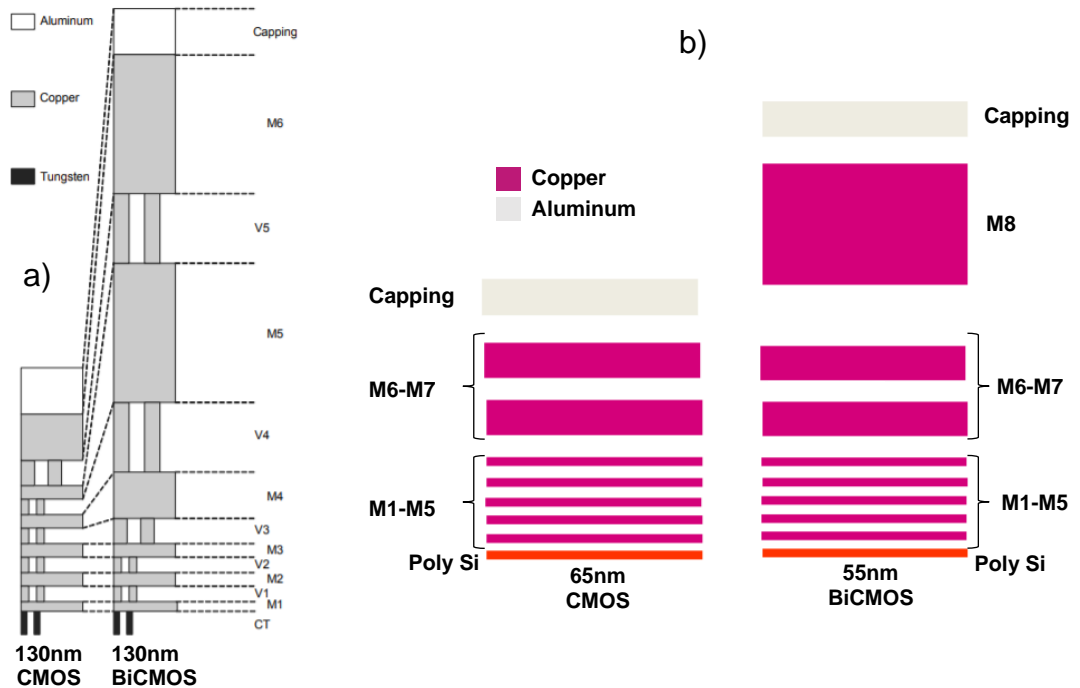 Aluminum
Copper
Tungsten
a)
Capping
M6
V5
M5
V4
M4
V3
M3
V2
M2
V1
M1
CT
130nm
CMOS
130nm
BiCMOS
b)
Copper
Aluminum
Capping
M6-M7
M1-M5
Poly Si
65nm
CMOS
Capping
M8
M6-M7
M1-M5
Poly Si
55nm
BiCMOS